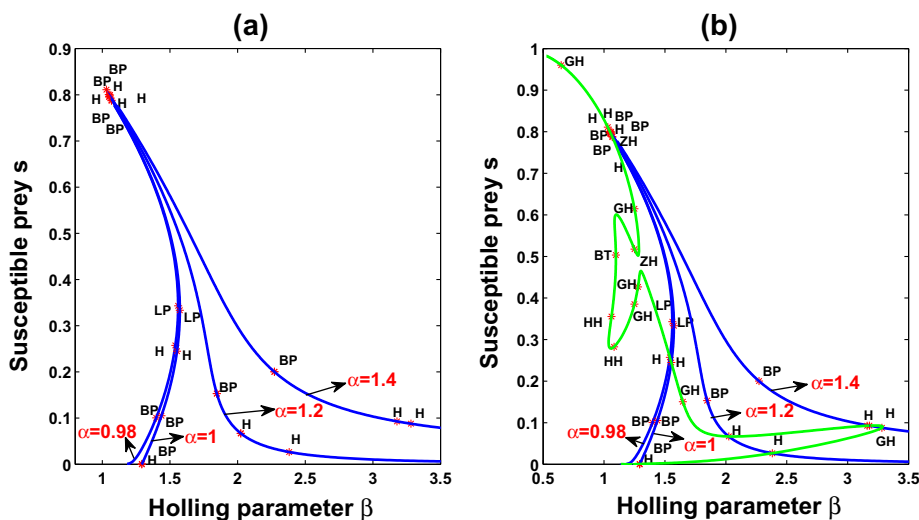 (a)
Susceptible prey s
0.9
0.8
0.7
0.6
0.5
0.4
0.3
0.2
0.1
0
BP
BP
H
H
H
H
BP
BP
LP
LP
H
H
BP
BP
BP
H
BP
BP
H
H
H
H
α=1.4
α=1.2
α=0.98
α=1
1
1.5
2
2.5
3
3.5
Holling parameter β
(b)
Susceptible prey s
1
0.9
0.8
0.7
0.6
0.5
0.4
0.3
0.2
0.1
0
GH
H
H
BP
BP
BP
H
ZH
BP
H
GH
BT
ZH
GH
GH
HH
HH
LP
LP
H
H
GH
BP
BP
BP
BP
BP
H
H
H
H
H
GH
α=1.4
α=1.2
α=0.98
α=1
0.5
1
1.5
2
2.5
3
3.5
Holling parameter β